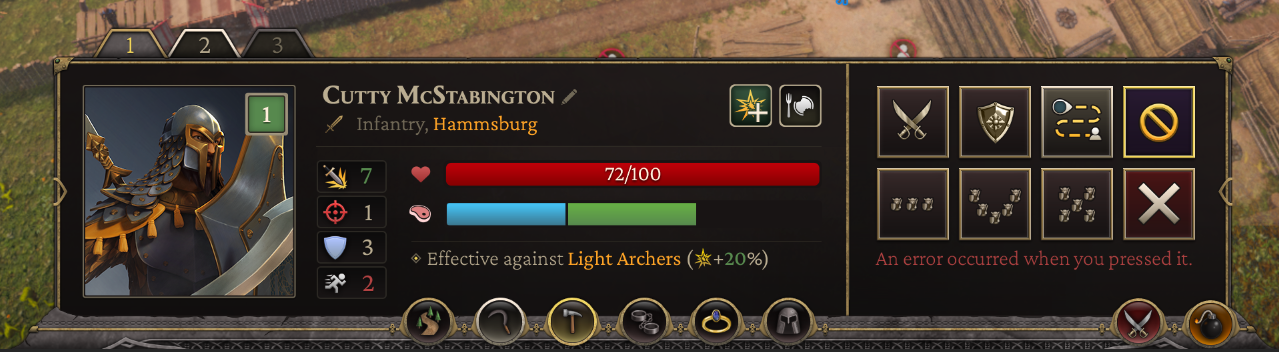 1 2 3
1
Cutty McStabington
Infantry, Hammsburg
7
72/100
1
3
Effective against Light Archers (+20%)
2
An error occurred when you pressed it.